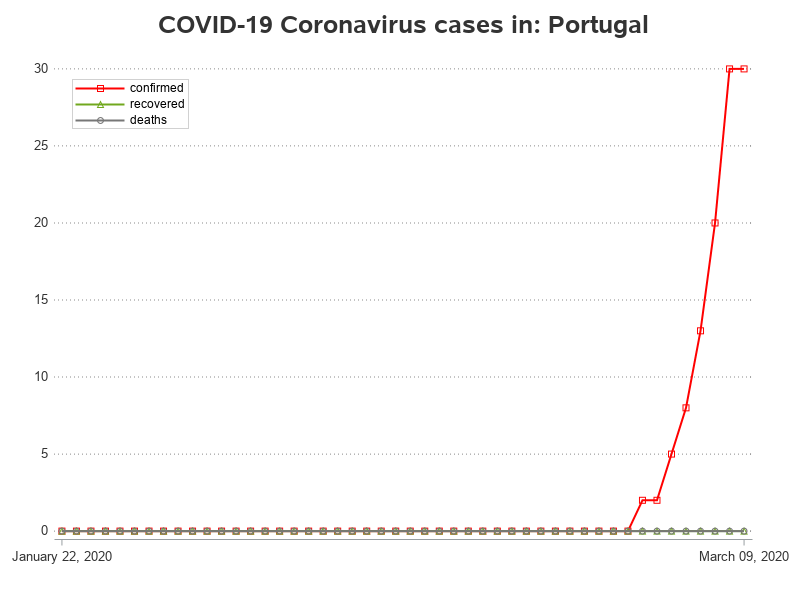 COVID-19 Coronavirus cases in: Portugal
30
25
20
15
10
5
0
confirmed
recovered
deaths
January 22, 2020
March 09, 2020